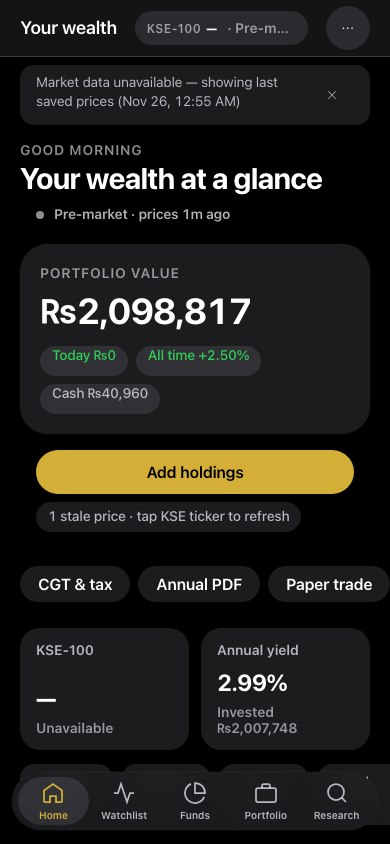 Your wealth
KSE-100 — · Pre-m...
...
Market data unavailable — showing last
saved prices (Nov 26, 12:55 AM)
GOOD MORNING
Your wealth at a glance
Pre-market · prices 1m ago
PORTFOLIO VALUE
₨2,098,817
Today ₨0
All time +2.50%
Cash ₨40,960
Add holdings
1 stale price · tap KSE ticker to refresh
CGT & tax
Annual PDF
Paper trade
KSE-100
—
Unavailable
Annual yield
2.99%
Invested
₨2,007,748
Home
Watchlist
Funds
Portfolio
Research